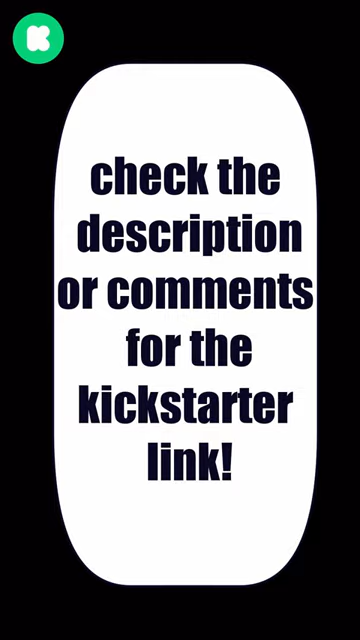 K
check the
description
or comments
for the
kickstarter
link!